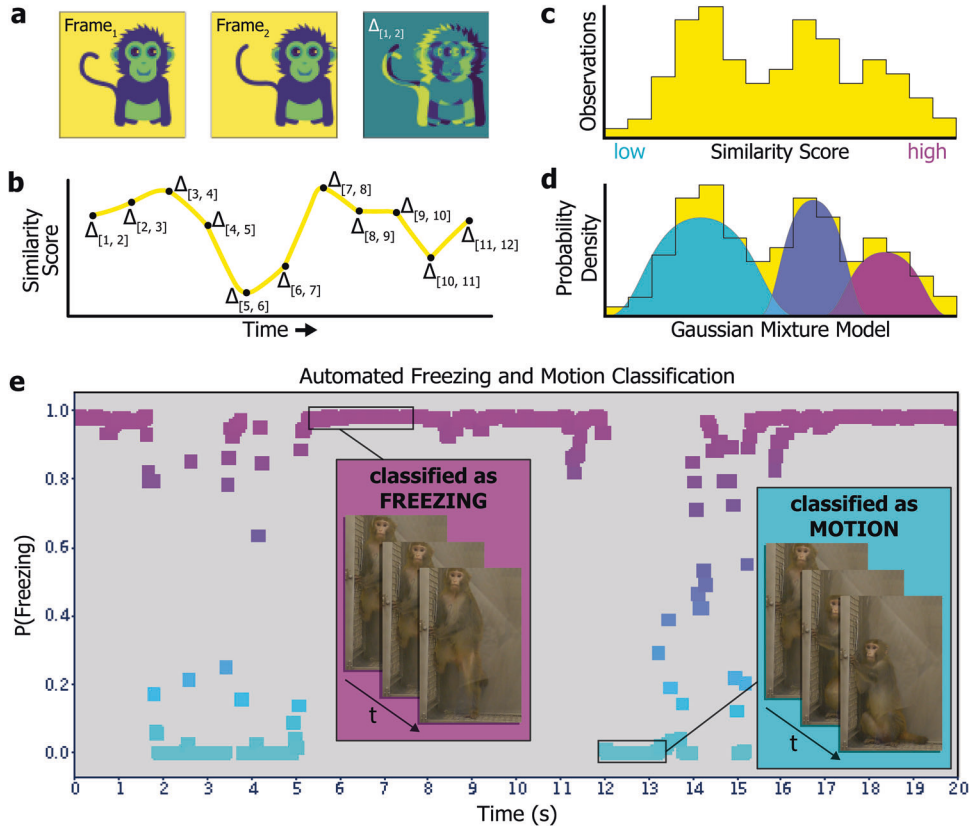 a
Frame1
Frame2
Δ[1, 2]
b
Similarity
Score
Δ[1, 2]
Δ[2, 3]
Δ[3, 4]
Δ[4, 5]
Δ[5, 6]
Δ[6, 7]
Δ[7, 8]
Δ[8, 9]
Δ[9, 10]
Δ[10, 11]
Δ[11, 12]
Time
c
Observations
low
Similarity Score
high
d
Probability
Density
Gaussian Mixture Model
e
Automated Freezing and Motion Classification
P(Freezing)
1.0
0.8
0.6
0.4
0.2
0.0
classified as
FREEZING
t
classified as
MOTION
t
0 1 2 3 4 5 6 7 8 9 10 11 12 13 14 15 16 17 18 19 20
Time (s)